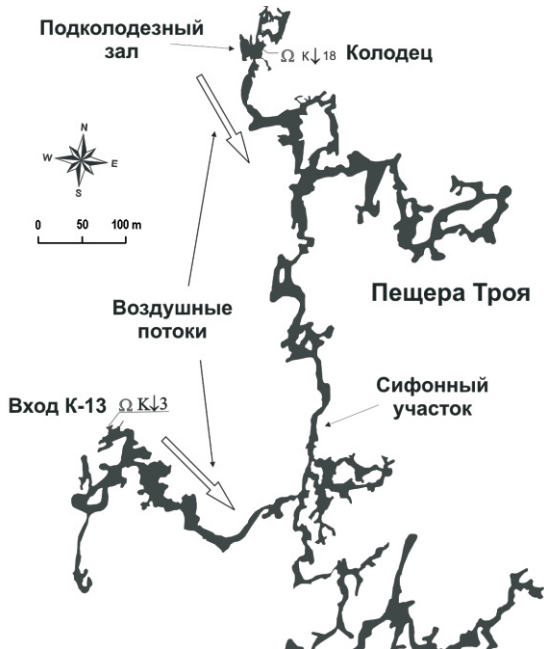 Подколодезный
зал
Ω К↓18 Колодец
N
W E
S
0 50 100 m
Пещера Троя
Воздушные
потоки
Сифонный
участок
Вход К-13 Ω К↓3